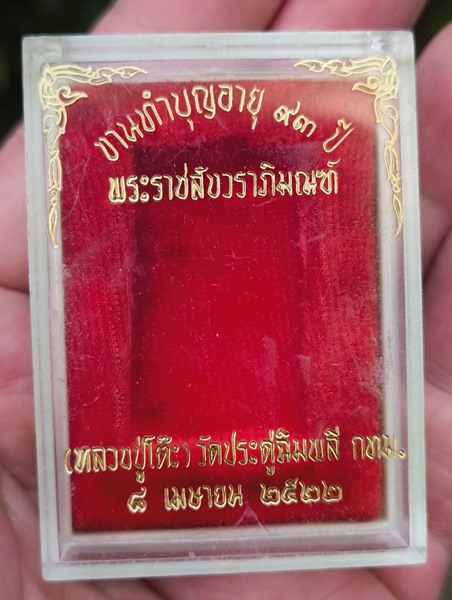 งานทำบุญอายุ ๙๓ ปี
พระราชสังวราภิมณฑ์
(หลวงปู่โต๊ะ) วัดประดู่ฉิมพลี กทม.
๘ เมษายน ๒๕๒๒